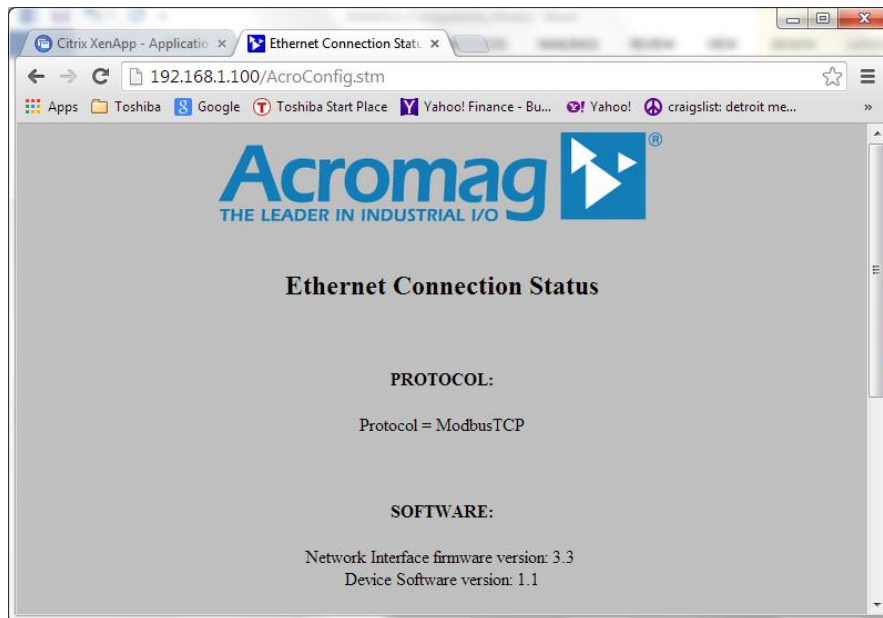 Citrix XenApp - Applicatio
Ethernet Connection Statu
192.168.1.100/AcroConfig.stm
Apps Toshiba Google Toshiba Start Place Yahoo! Finance - Bu... Yahoo! craigslist: detroit me... »
Acromag ®
THE LEADER IN INDUSTRIAL I/O
Ethernet Connection Status
PROTOCOL:
Protocol = ModbusTCP
SOFTWARE:
Network Interface firmware version: 3.3
Device Software version: 1.1